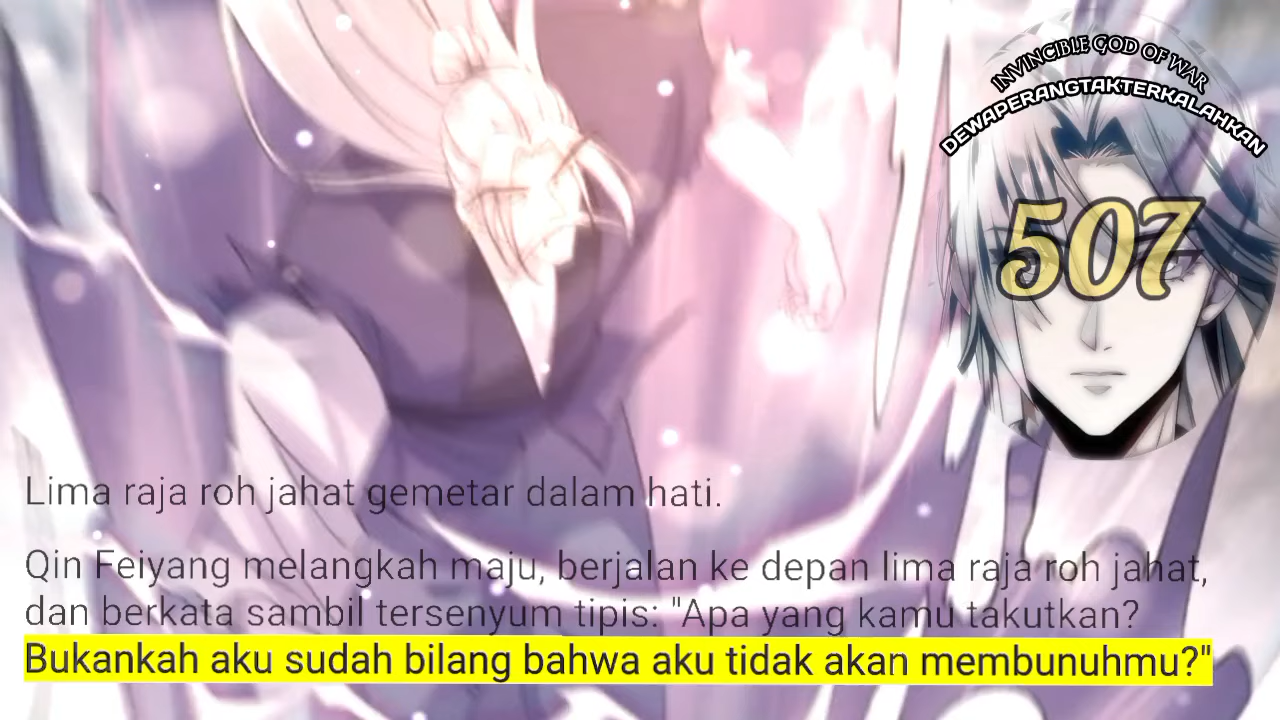 INVINCIBLE GOD OF WAR
DEWAPERANGTAKTERKALAHKAN
507
Lima raja roh jahat gemetar dalam hati.
Qin Feiyang melangkah maju, berjalan ke depan lima raja roh jahat,
dan berkata sambil tersenyum tipis: "Apa yang kamu takutkan?
Bukankah aku sudah bilang bahwa aku tidak akan membunuhmu?"